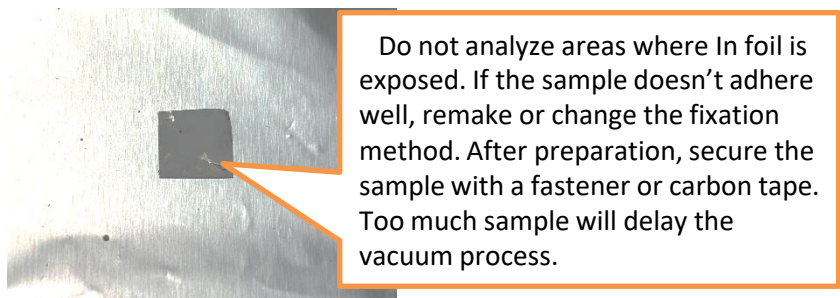 Do not analyze areas where In foil is
exposed. If the sample doesn’t adhere
well, remake or change the fixation
method. After preparation, secure the
sample with a fastener or carbon tape.
Too much sample will delay the
vacuum process.